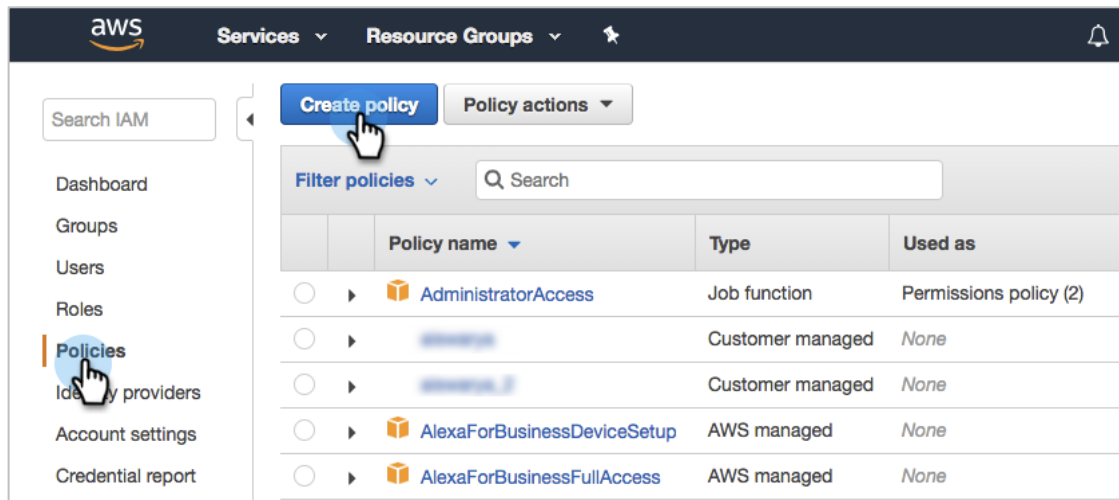 aws Services Resource Groups
Create policy Policy actions
Search IAM
Filter policies Search
Dashboard
Groups
Users
Roles
Policies
Identity providers
Account settings
Credential report
Policy name Type Used as
AdministratorAccess Job function Permissions policy (2)
Customer managed None
Customer managed None
AlexaForBusinessDeviceSetup AWS managed None
AlexaForBusinessFullAccess AWS managed None